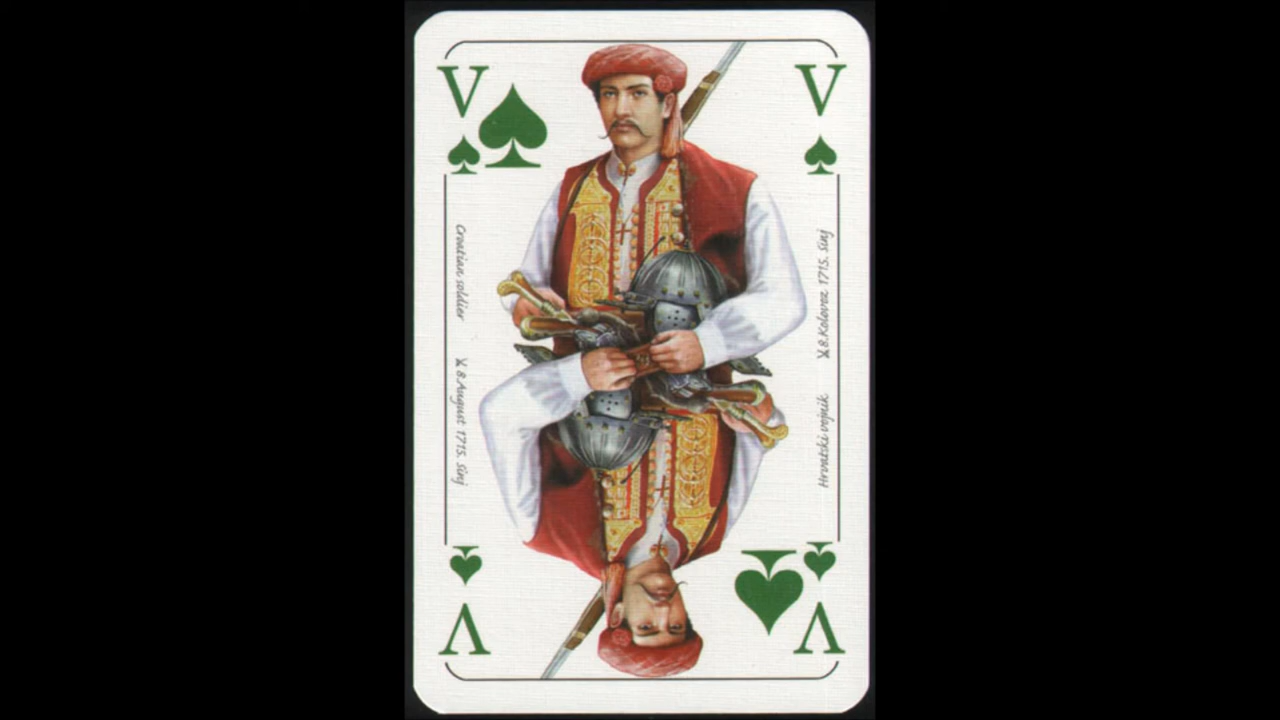 V V
Croatian soldier ⚔ 8.August 1715. Sinj
Hrvatski vojnik ⚔ 8.Kolovoz 1715. Sinj
V V